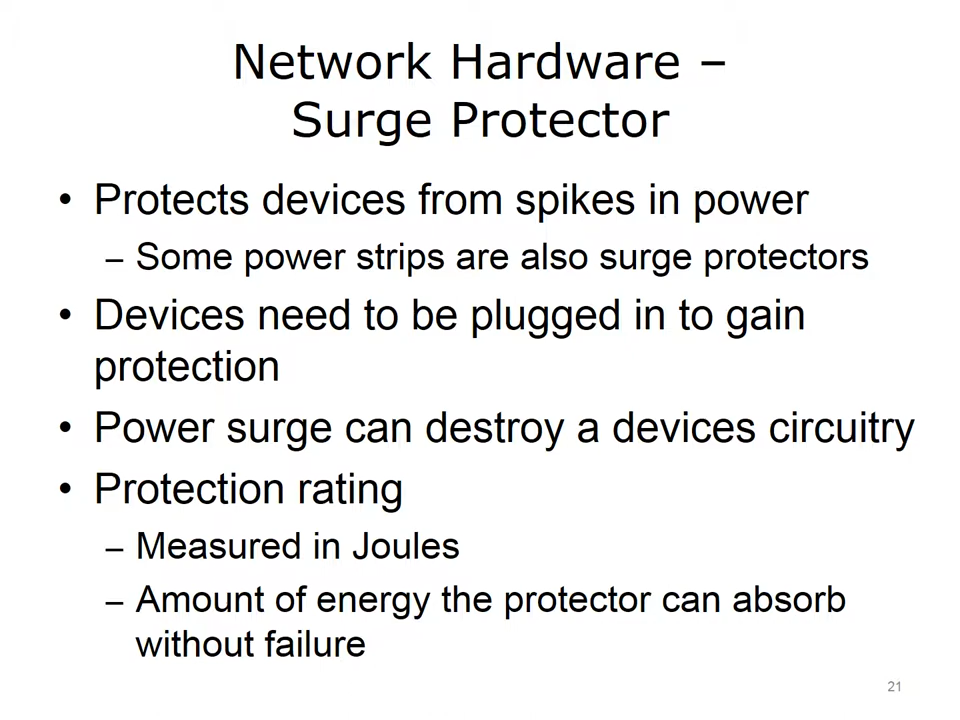 Network Hardware –
Surge Protector
• Protects devices from spikes in power
– Some power strips are also surge protectors
• Devices need to be plugged in to gain
protection
• Power surge can destroy a devices circuitry
• Protection rating
– Measured in Joules
– Amount of energy the protector can absorb
without failure
21